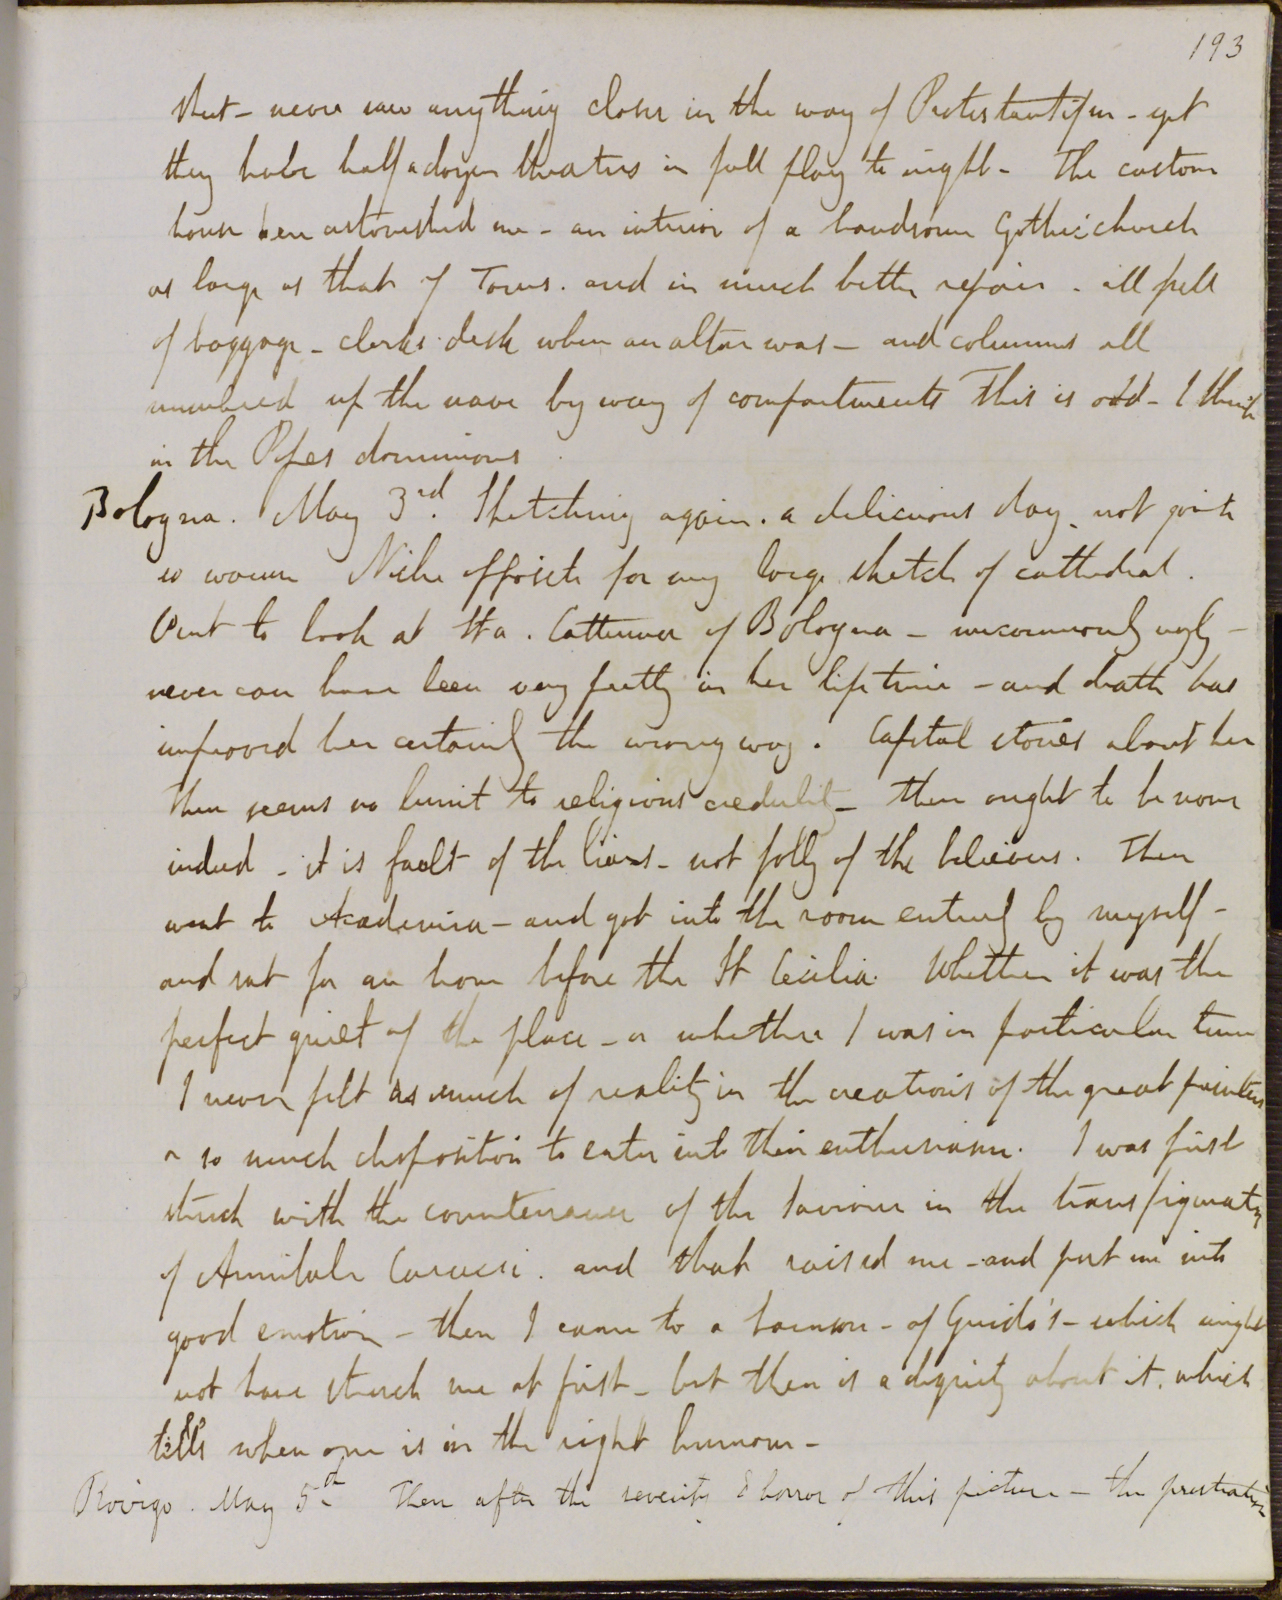 193
shut - never saw anything closer in the way of Protestantism - yet
they have half a dozen theatres in full play to night - The custom
house here astonished me - an interior of a handsome Gothic church
as large as that of Tours. and in much better repair - all full
of baggage - clerks desk where an altar was - and columns all
numbered up the nave by way of compartments This is odd - I think
in the Popes dominions
Bologna. May 3rd. Sketching again. a delicious day. not quite
so warm Niche opposite for my large sketch of cathedral.
Went to look at Sta. Catterina of Bologna - uncommonly ugly -
never can have been very pretty in her life time - and death has
improved her certainly the wrong way. Capital stories about her
there seems no limit to religious credulity - There ought to be none
indeed - it is fault of the liars - not folly of the believers. Then
went to Academia - and got into the room entirely by myself -
and sat for an hour before the St Cecilia. Whether it was the
perfect quiet of the place - or whether I was in particular tune
I never felt as much of reality in the creations of the great painters
or so much disposition to enter into their enthusiasm. I was first
struck with the countenance of the Saviour in the transfiguration
of Annibale Caracci. and that raised me - and put me into
good emotion - then I came to a Samson - of Guido's - which might
not have struck me at first - but there is a dignity about it. which
tells when one is in the right humour -
Rovigo. May 5th Then after the severity & horror of this picture - the prostration